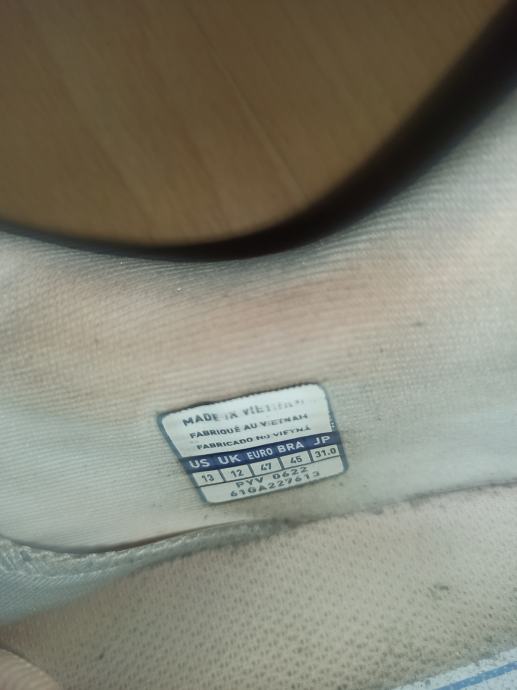 MADE IN VIETNAM
FABRIQUÉ AU VIETNAM
FABRICADO NO VIETNÃ
US UK EURO BRA JP
13 12 47 45 31.0
PYV 0622
61GA227613